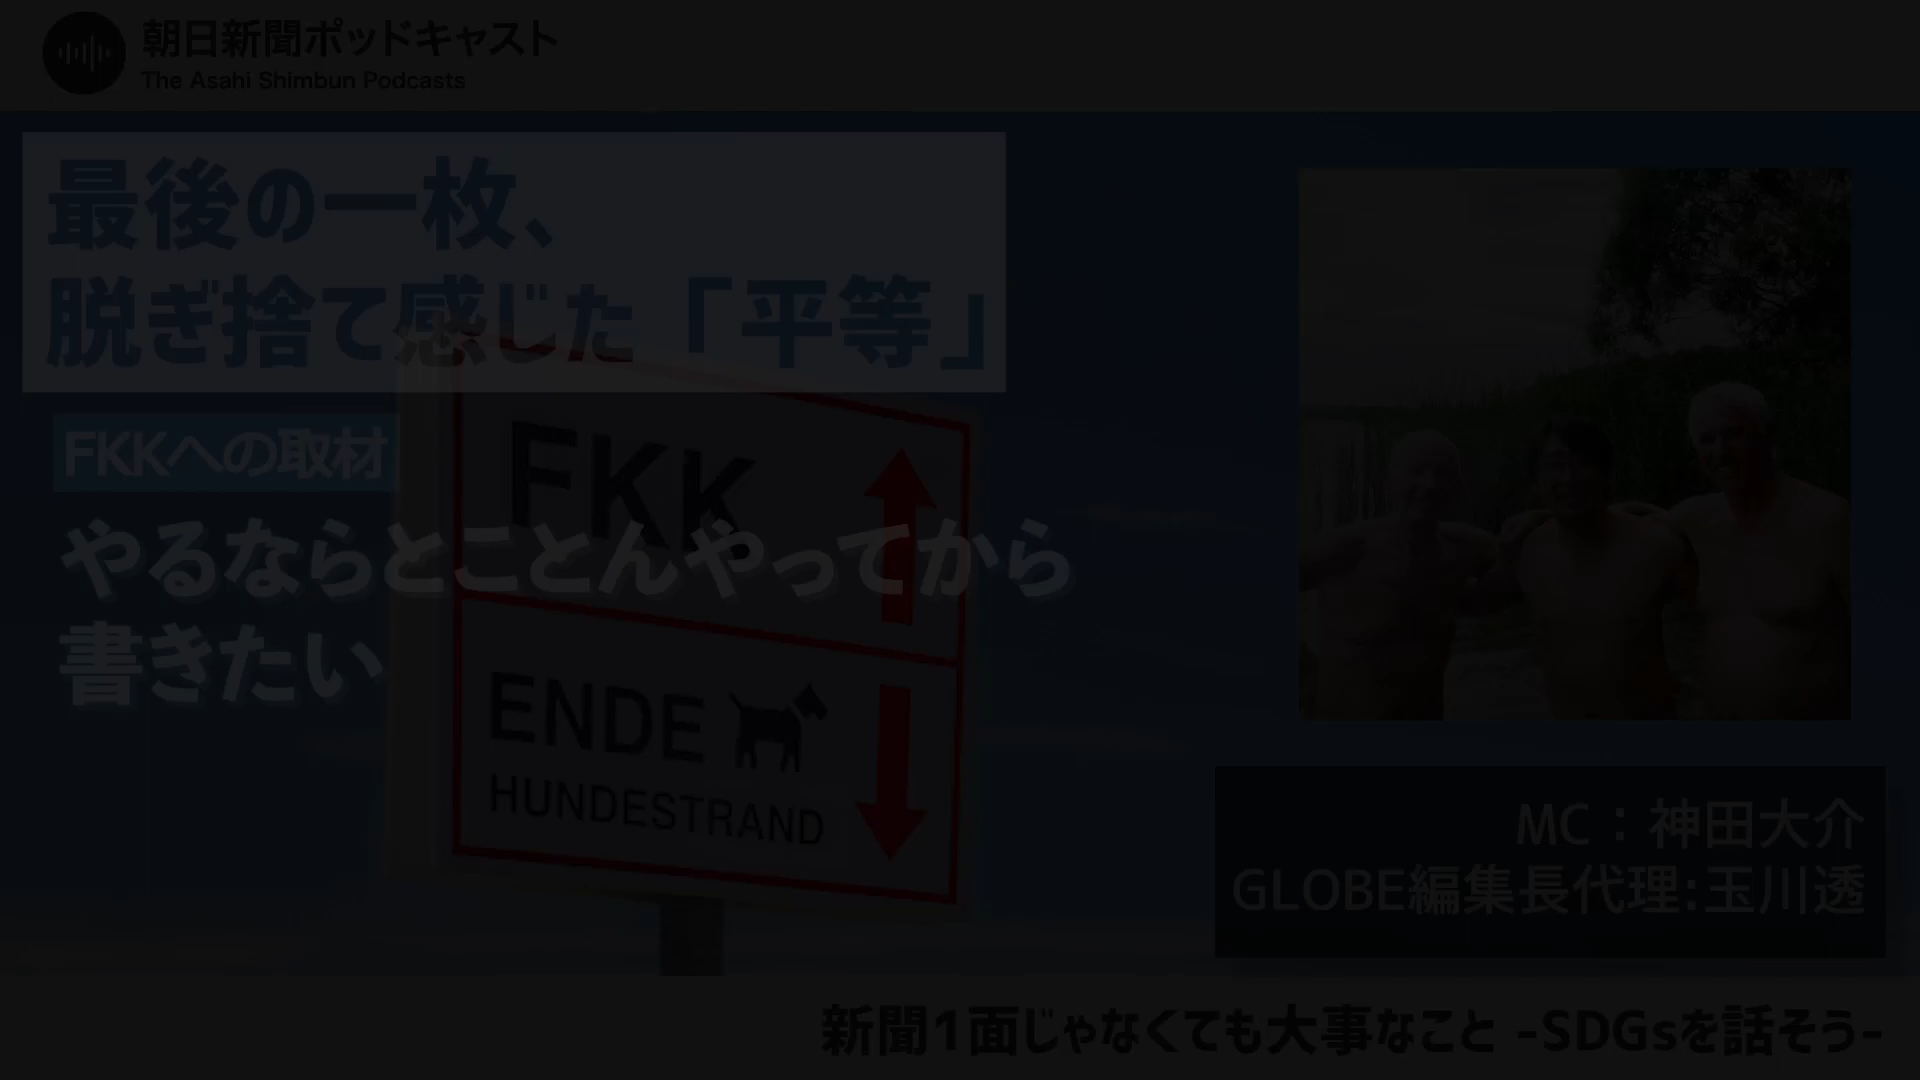 朝日新聞ポッドキャスト
The Asahi Shimbun Podcasts
最後の一枚、
脱ぎ捨て感じた「平等」
FKKへの取材
やるならとことんやってから
書きたい
FKK
ENDE
HUNDESTRAND
MC：神田大介
GLOBE編集長代理:玉川透
新聞1面じゃなくても大事なこと -SDGsを話そう-